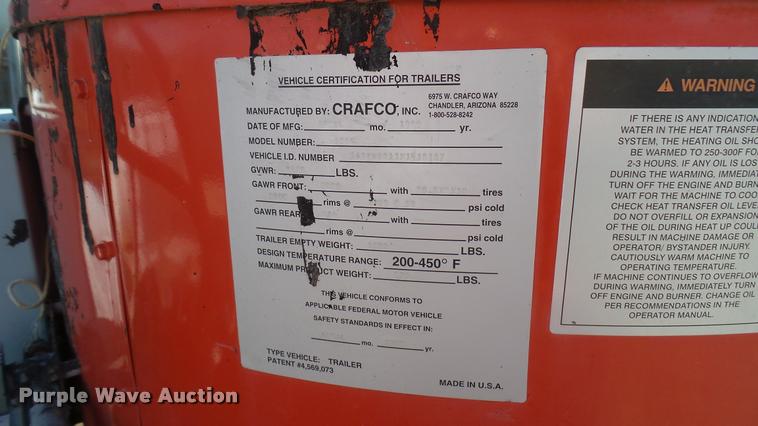 VEHICLE CERTIFICATION FOR TRAILERS
MANUFACTURED BY: CRAFCO, INC.
6975 W. CRAFCO WAY
CHANDLER, ARIZONA 85228
1-800-528-8242
DATE OF MFG: mo. yr.
MODEL NUMBER:
VEHICLE I.D. NUMBER
GVWR: LBS.
GAWR FRONT: with tires
rims @ psi cold
GAWR REAR with tires
rims @ psi cold
TRAILER EMPTY WEIGHT: LBS.
DESIGN TEMPERATURE RANGE: 200-450° F
MAXIMUM PRODUCT WEIGHT: LBS.
THIS VEHICLE CONFORMS TO
APPLICABLE FEDERAL MOTOR VEHICLE
SAFETY STANDARDS IN EFFECT IN:
mo. yr.
TYPE VEHICLE: TRAILER
PATENT #4,569,073
MADE IN U.S.A.
WARNING
IF THERE IS ANY INDICATION
WATER IN THE HEAT TRANSFER
SYSTEM, THE HEATING OIL SHO
BE WARMED TO 250-300F FO
2-3 HOURS. IF ANY OIL IS LOS
DURING THE WARMING, IMMEDIAT
TURN OFF THE ENGINE AND BURN
WAIT FOR THE MACHINE TO COO
CHECK HEAT TRANSFER OIL LEVE
DO NOT OVERFILL OR EXPANSION
OF THE OIL DURING HEAT UP COULD
RESULT IN MACHINE DAMAGE OR
OPERATOR/ BYSTANDER INJURY.
CAUTIOUSLY WARM MACHINE TO
OPERATING TEMPERATURE.
IF MACHINE CONTINUES TO OVERFLOW
DURING WARMING, IMMEDIATELY TURN
OFF ENGINE AND BURNER. CHANGE OIL
PER RECOMMENDATIONS IN THE
OPERATOR MANUAL.
Purple Wave Auction